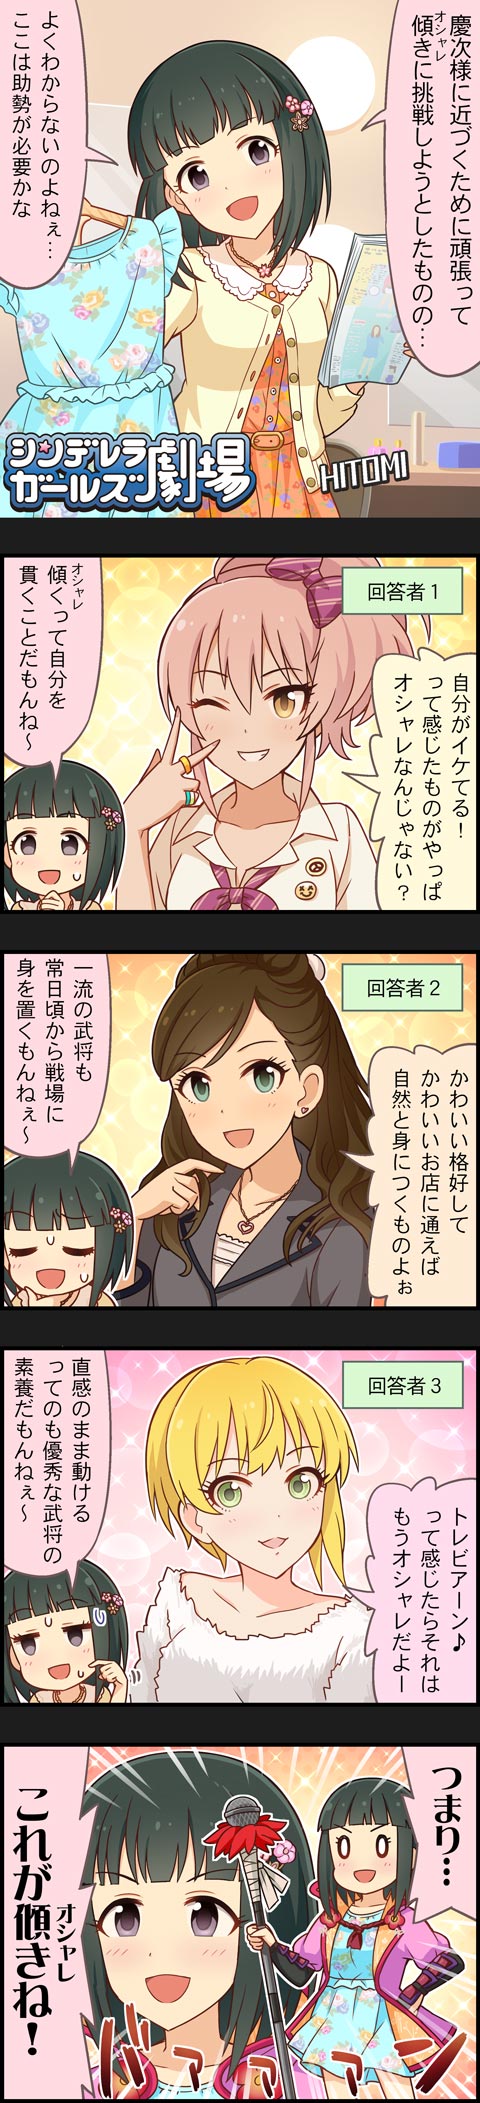 慶次様に近づくために頑張って
オシャレ
傾きに挑戦しようとしたものの…
よくわからないのよねぇ…
ここは助勢が必要かな
シンデレラ
ガールズ劇場
HITOMI
回答者1
自分がイケてる！
って感じたものがやっぱ
オシャレなんじゃない？
オシャレ
傾くって自分を
貫くことだもんね～
回答者2
かわいい格好して
かわいいお店に通えば
自然と身につくものよぉ
一流の武将も
常日頃から戦場に
身を置くもんねぇ～
回答者3
トレビアーン♪
って感じたらそれは
もうオシャレだよー
直感のまま動ける
ってのも優秀な武将の
素養だもんねぇ～
つまり…
オシャレ
これが傾きね！
ドァァァァン